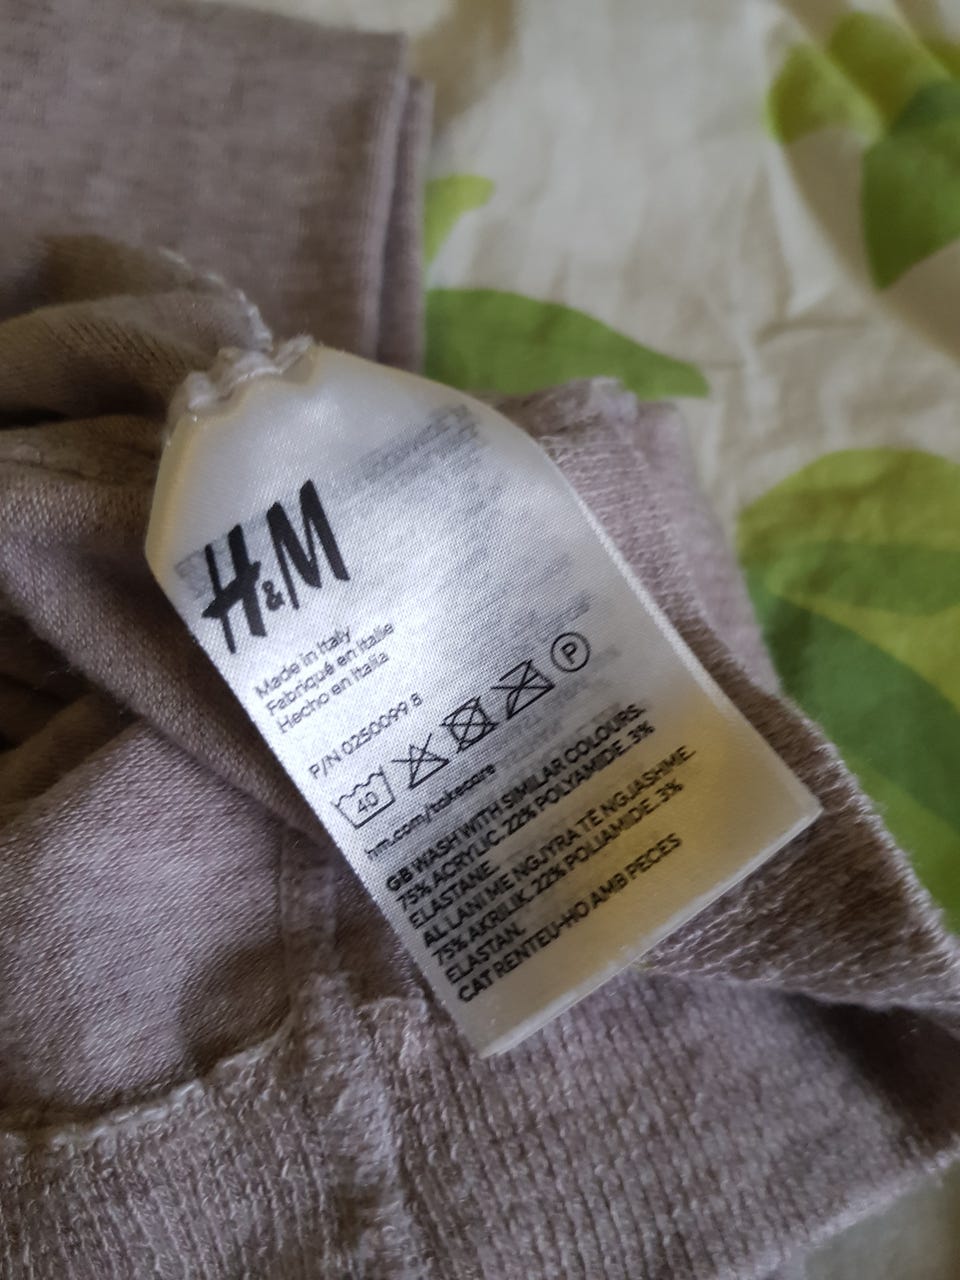 H&M
Made in Italy
Fabriqué en Italie
Hecho en Italia
P/N 0250099 8
40
P
hm.com/takecare
GB WASH WITH SIMILAR COLOURS.
75% ACRYLIC. 22% POLYAMIDE. 3%
ELASTANE.
AL LANI ME NGJYRA TË NGJASHME.
75% AKRILIK. 22% POLIAMIDE. 3%
ELASTAN.
CAT RENTEU-HO AMB PECES